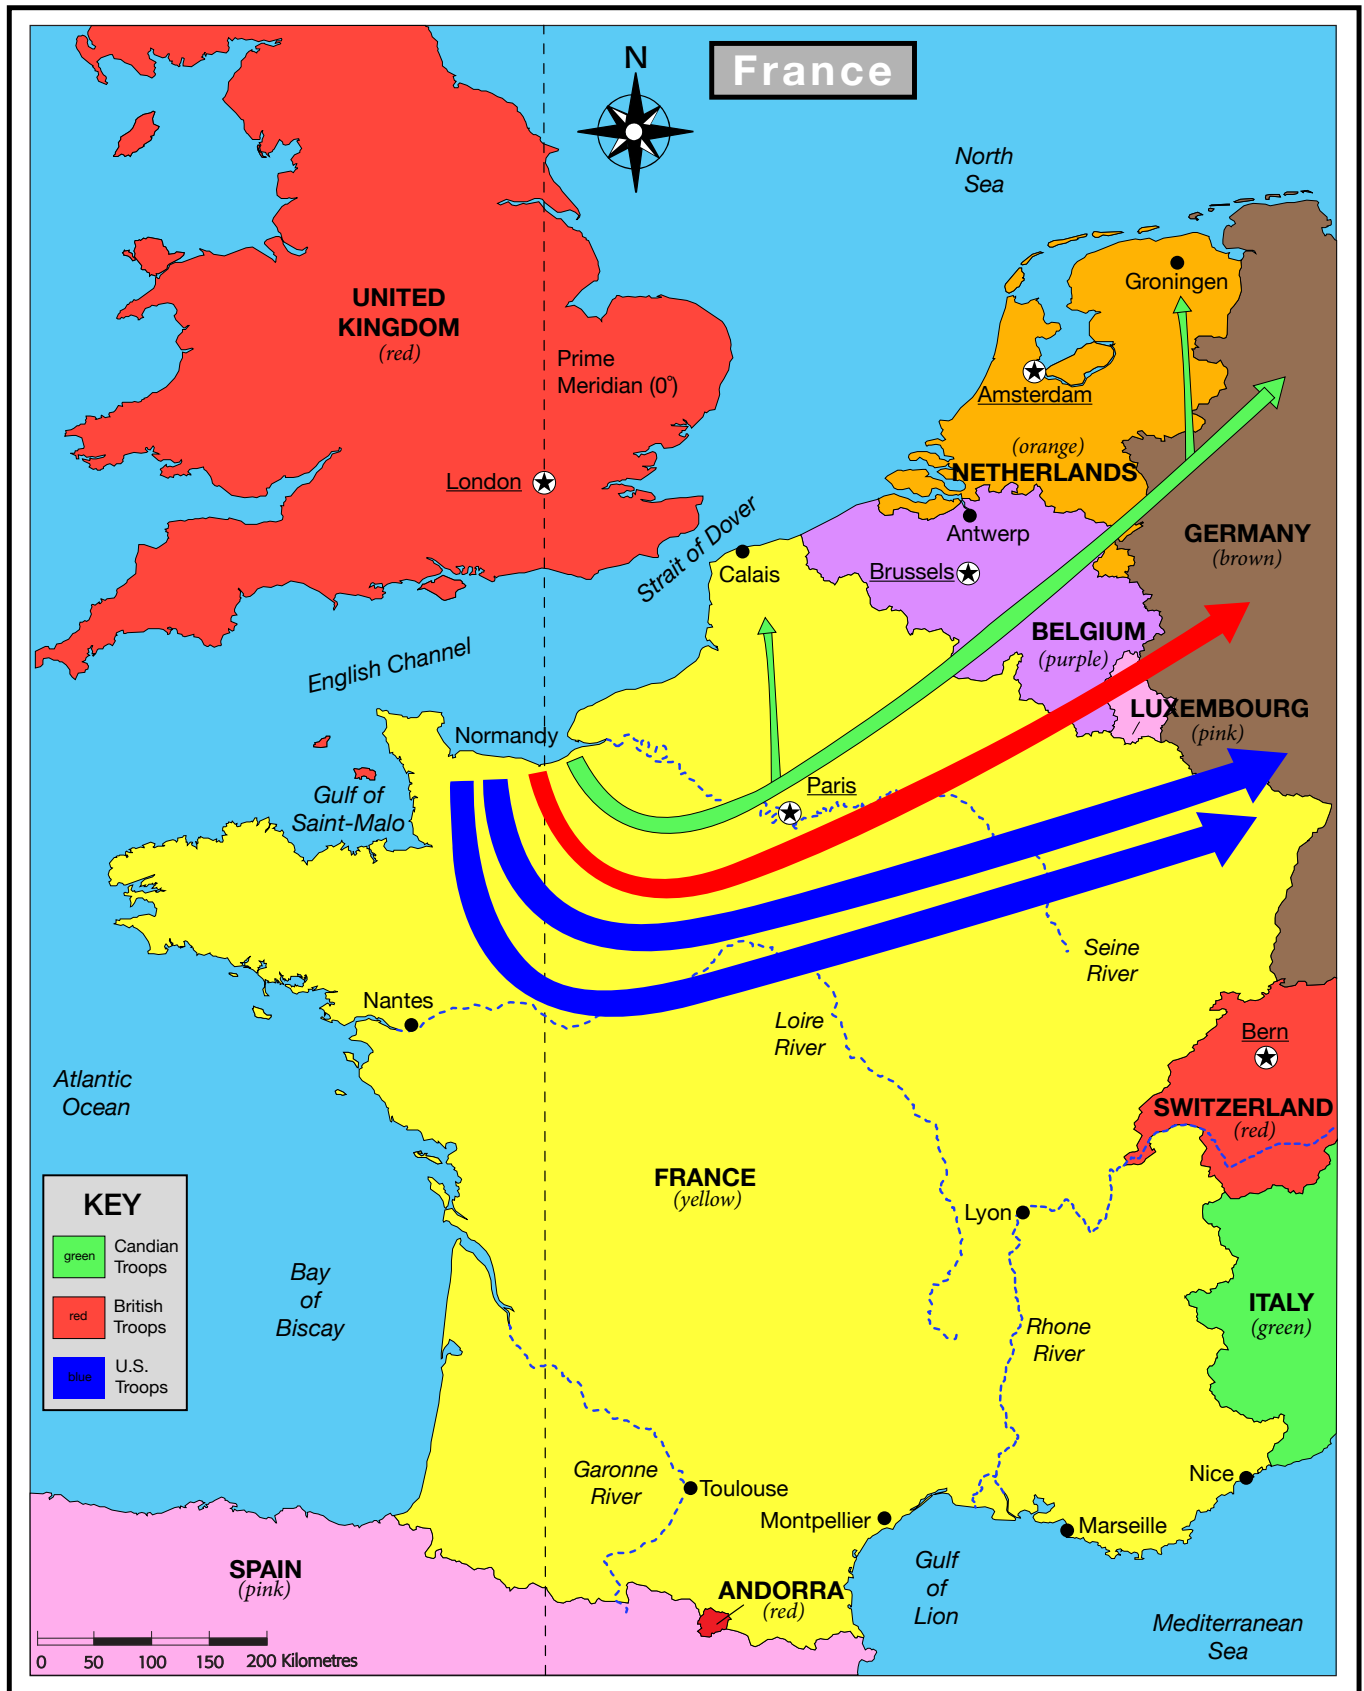 N
France
North
Sea
Groningen
UNITED
KINGDOM
(red)
Prime
Meridian (0°)
Amsterdam
(orange)
NETHERLANDS
London
Strait of Dover
Antwerp
GERMANY
(brown)
Calais
Brussels
BELGIUM
(purple)
English Channel
LUXEMBOURG
(pink)
Normandy
Paris
Gulf of
Saint-Malo
Seine
River
Nantes
Loire
River
Bern
Atlantic
Ocean
SWITZERLAND
(red)
FRANCE
(yellow)
KEY
green
Candian
Troops
red
British
Troops
blue
U.S.
Troops
Lyon
Bay
of
Biscay
ITALY
(green)
Rhone
River
Garonne
River
Toulouse
Nice
Montpellier
Marseille
SPAIN
(pink)
ANDORRA
(red)
Gulf
of
Lion
Mediterranean
Sea
0 50 100 150 200 Kilometres